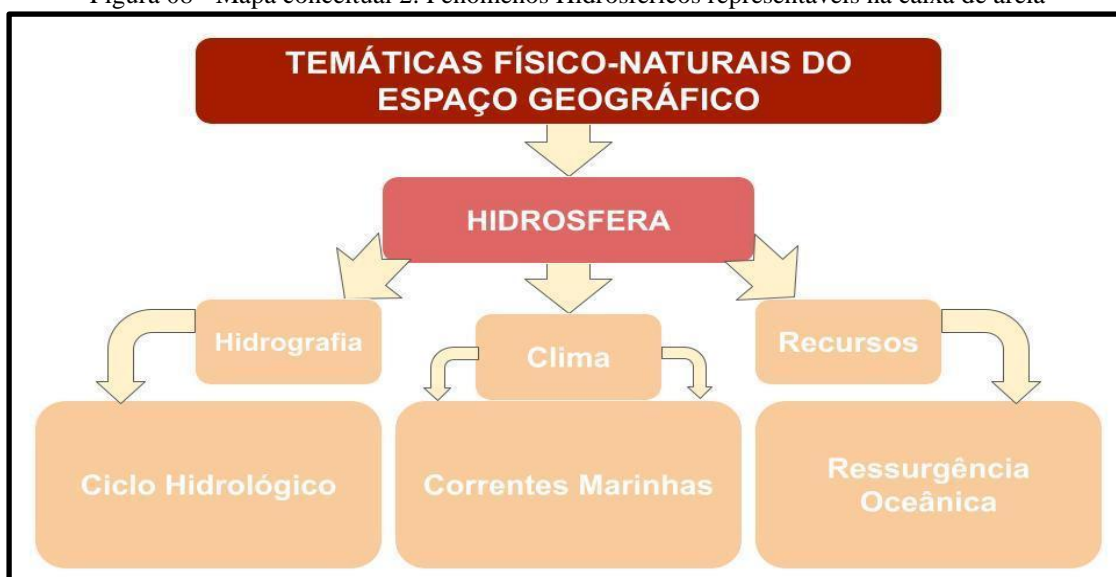 Figura 08 - Mapa conceitual 2: Fenômenos Hidrosféricos representáveis na caixa de areia
TEMÁTICAS FÍSICO-NATURAIS DO
ESPAÇO GEOGRÁFICO
HIDROSFERA
Hidrografia
Clima
Recursos
Ciclo Hidrológico
Correntes Marinhas
Ressurgência
Oceânica